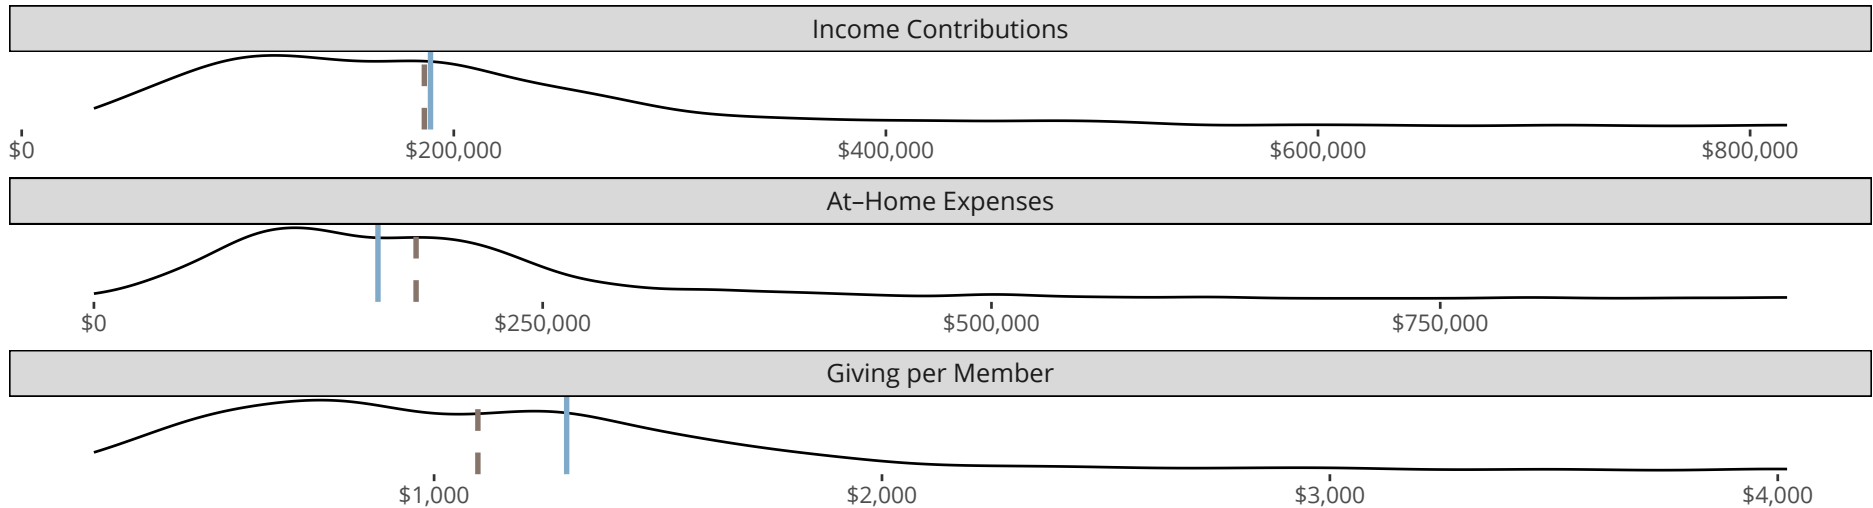 Income Contributions
$0 $200,000 $400,000 $600,000 $800,000
At–Home Expenses
$0 $250,000 $500,000 $750,000
Giving per Member
$1,000 $2,000 $3,000 $4,000